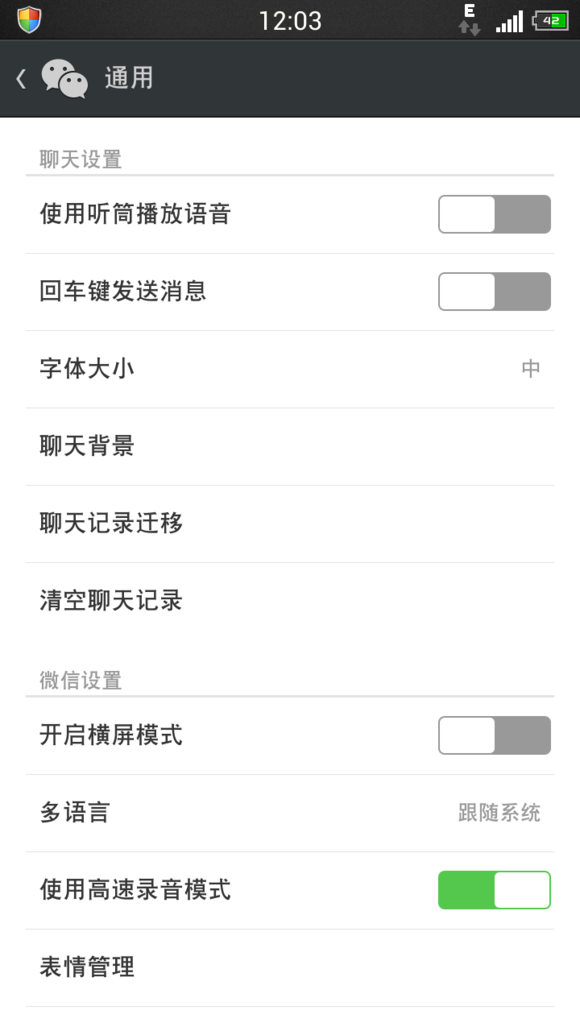 12:03
E
42
通用
聊天设置
使用听筒播放语音
回车键发送消息
字体大小 中
聊天背景
聊天记录迁移
清空聊天记录
微信设置
开启横屏模式
多语言 跟随系统
使用高速录音模式
表情管理